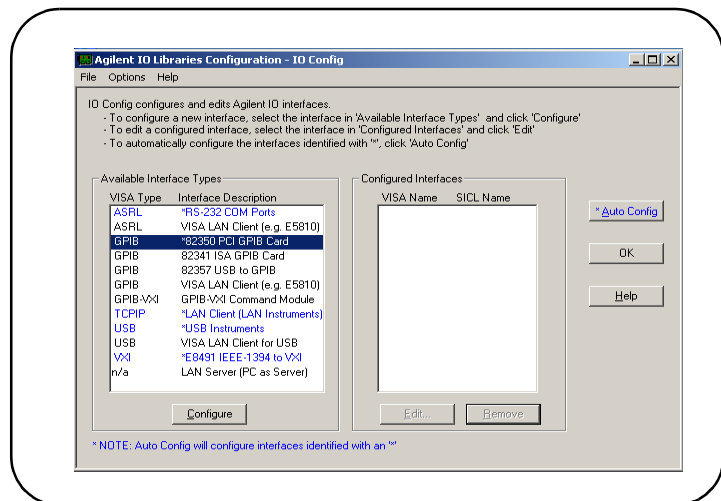 Agilent IO Libraries Configuration - IO Config
File Options Help
IO Config configures and edits Agilent IO interfaces.
- To configure a new interface, select the interface in 'Available Interface Types' and click 'Configure'
- To edit a configured interface, select the interface in 'Configured Interfaces' and click 'Edit'
- To automatically configure the interfaces identified with '*', click 'Auto Config'
Available Interface Types
VISA Type Interface Description
ASRL *RS-232 COM Ports
ASRL VISA LAN Client (e.g. E5810)
GPIB *82350 PCI GPIB Card
GPIB 82341 ISA GPIB Card
GPIB 82357 USB to GPIB
GPIB VISA LAN Client (e.g. E5810)
GPIB-VXI GPIB-VXI Command Module
TCPIP *LAN Client (LAN Instruments)
USB *USB Instruments
USB VISA LAN Client for USB
VXI *E8491 IEEE-1394 to VXI
n/a LAN Server (PC as Server)
Configure
Configured Interfaces
VISA Name SICL Name
Edit... Remove
* Auto Config
OK
Help
* NOTE: Auto Config will configure interfaces identified with an '*'